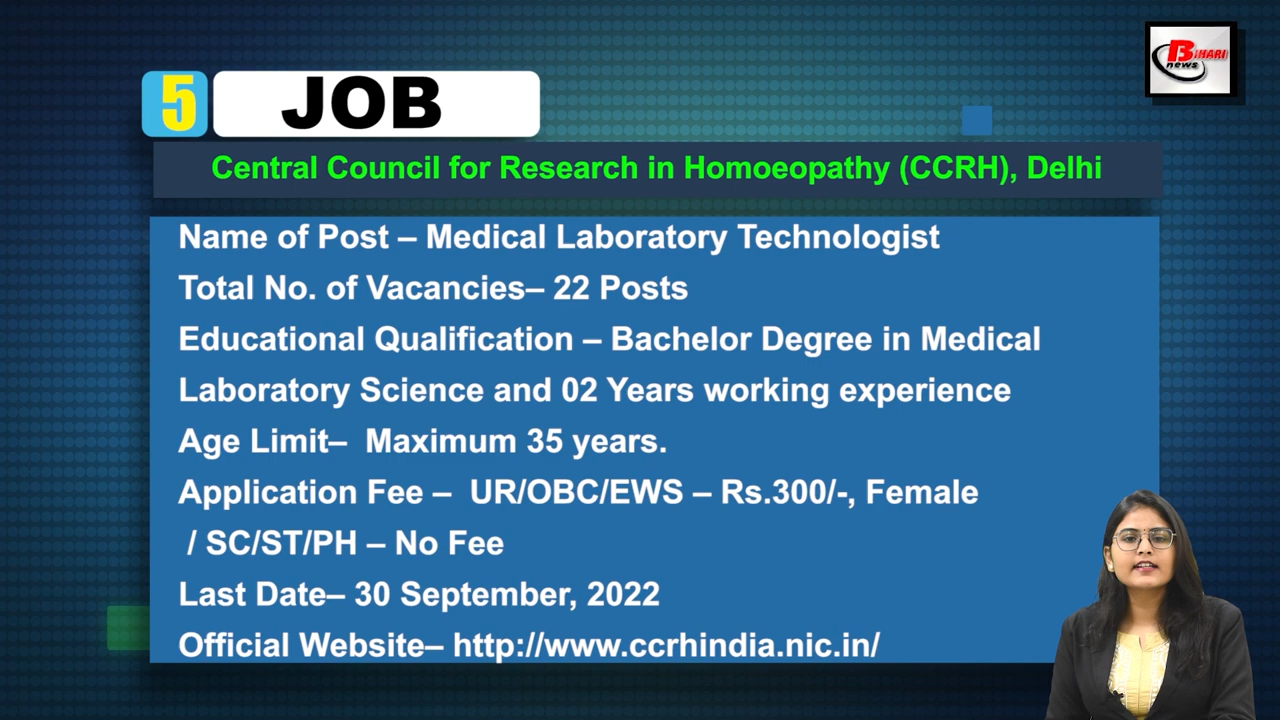 BIHARI
news
5 JOB
Central Council for Research in Homoeopathy (CCRH), Delhi
Name of Post – Medical Laboratory Technologist
Total No. of Vacancies– 22 Posts
Educational Qualification – Bachelor Degree in Medical
Laboratory Science and 02 Years working experience
Age Limit–  Maximum 35 years.
Application Fee –  UR/OBC/EWS – Rs.300/-, Female
/ SC/ST/PH – No Fee
Last Date– 30 September, 2022
Official Website– http://www.ccrhindia.nic.in/